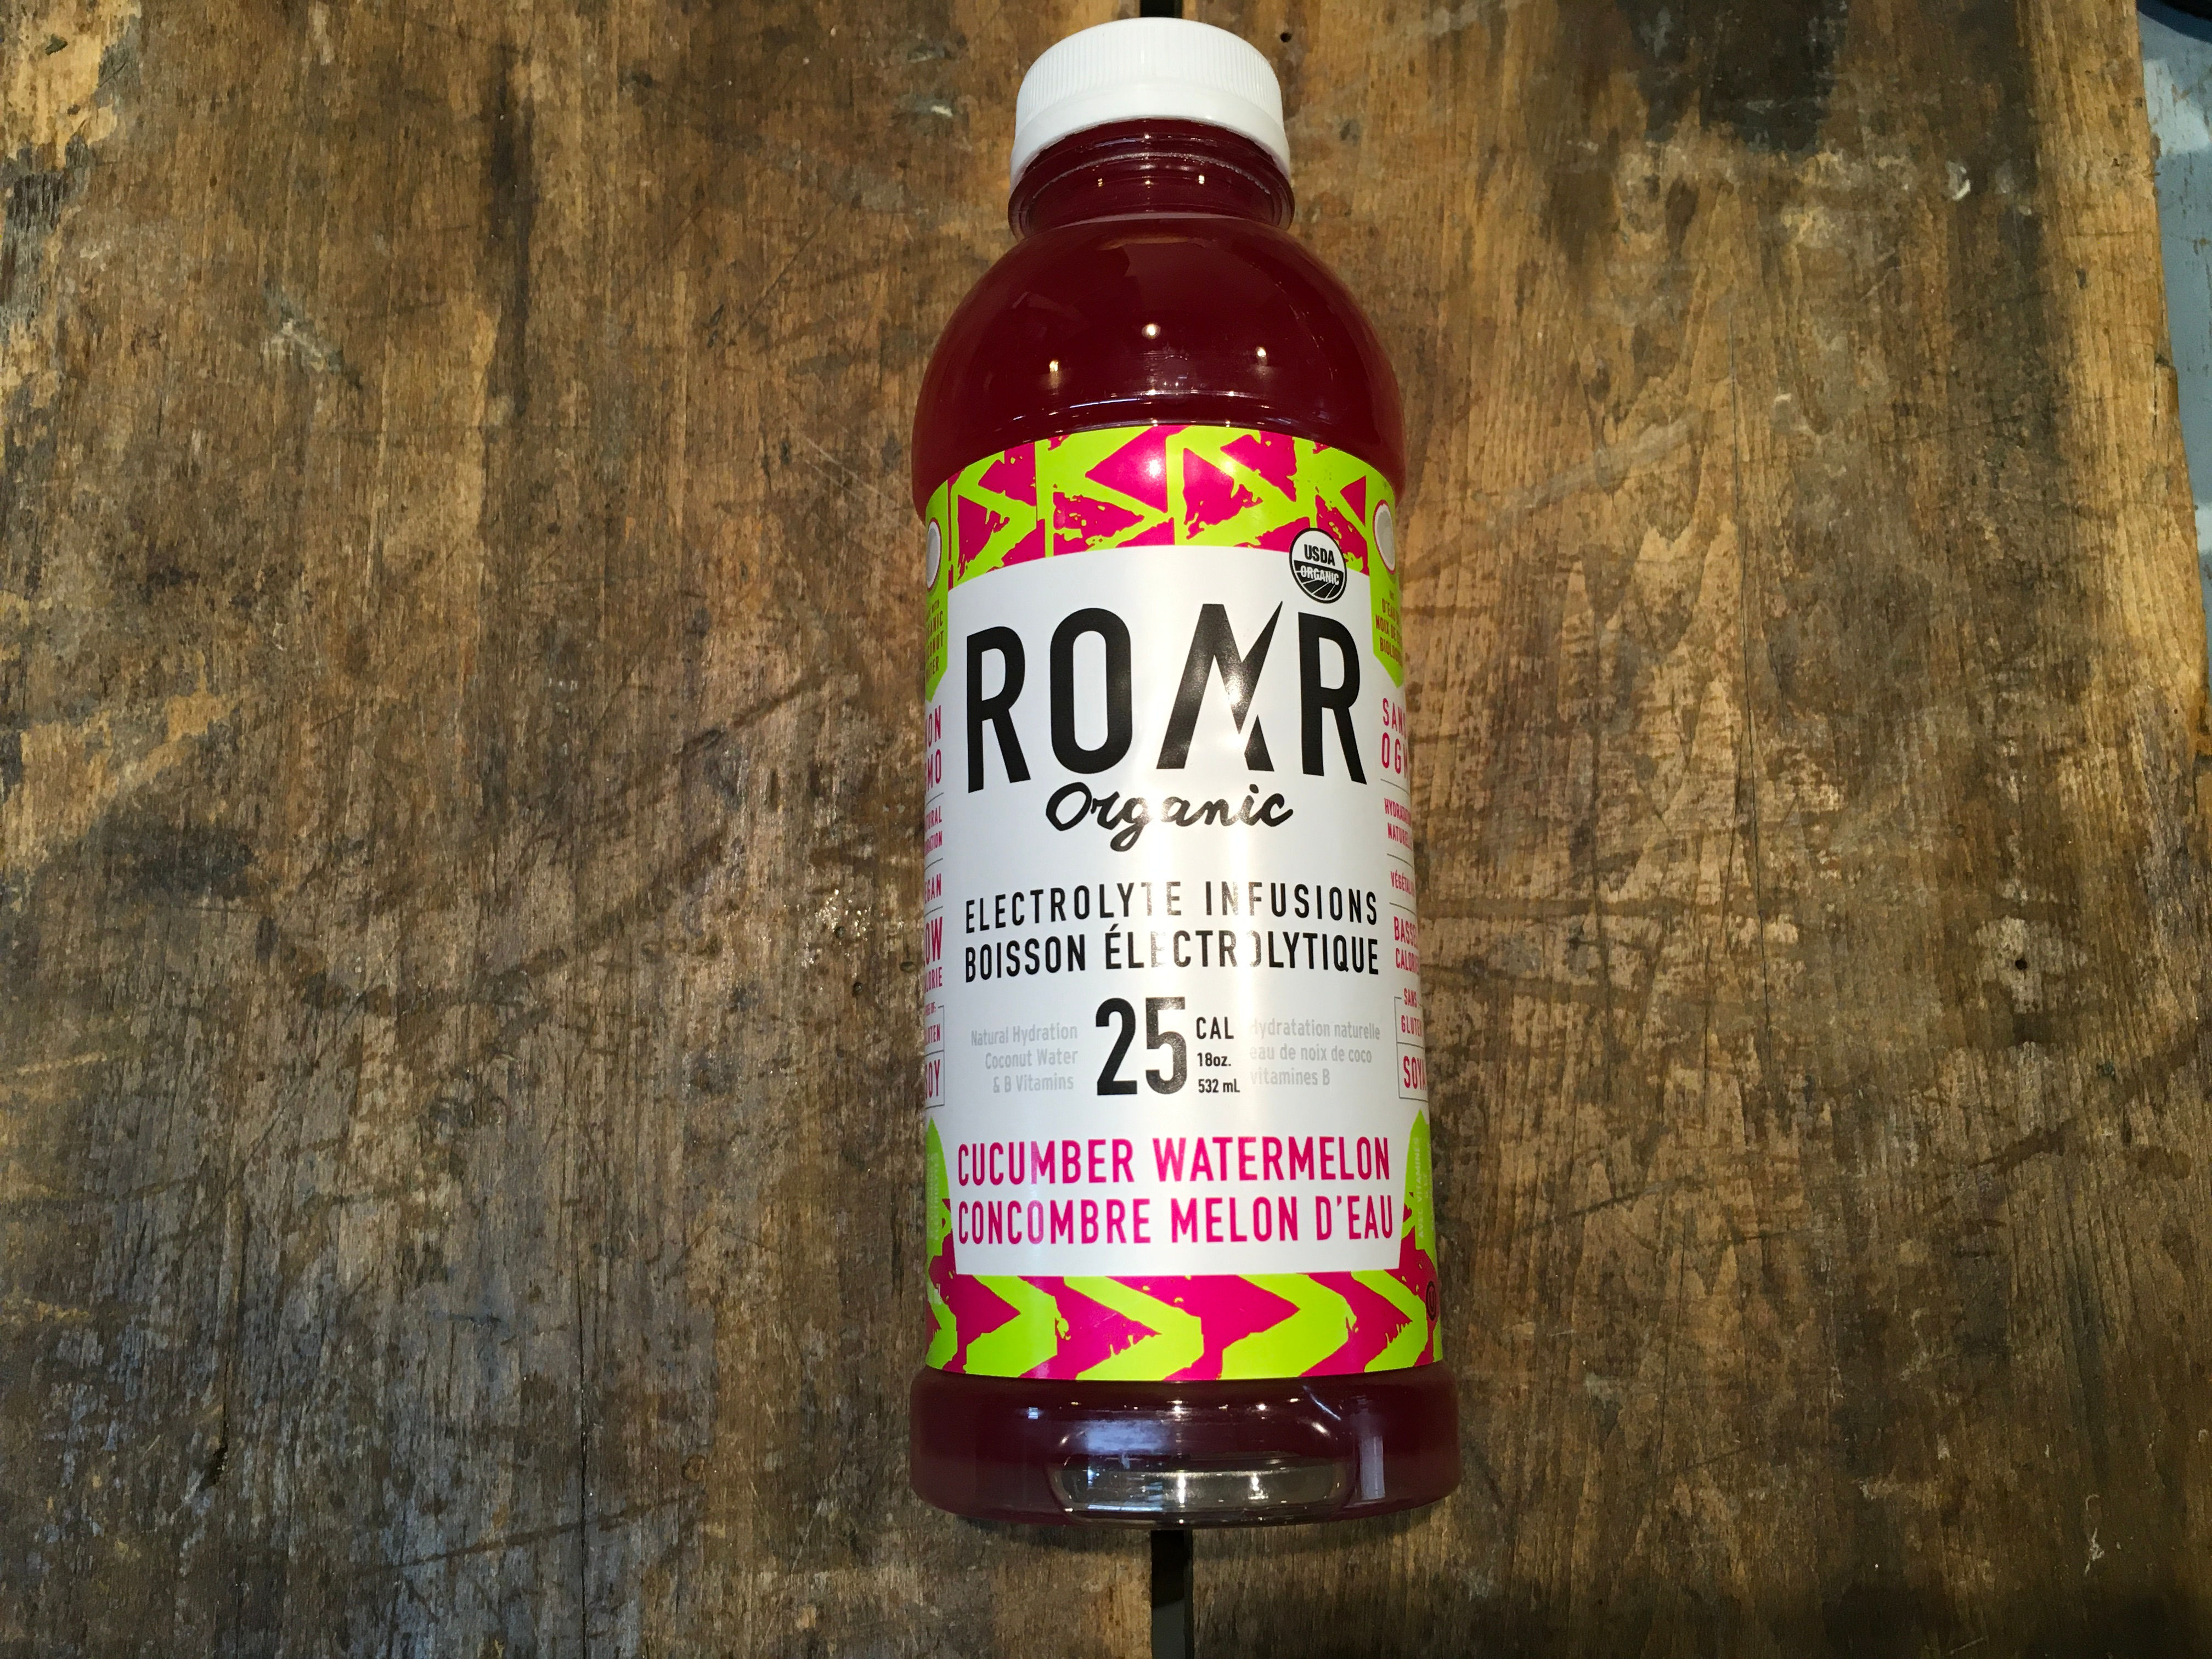 USDA
ORGANIC
ROAR
Organic
ELECTROLYTE INFUSIONS
BOISSON ÉLECTROLYTIQUE
Natural Hydration
Coconut Water
& B Vitamins
25 CAL
18oz.
532 mL
Hydratation naturelle
eau de noix de coco
vitamines B
CUCUMBER WATERMELON
CONCOMBRE MELON D'EAU